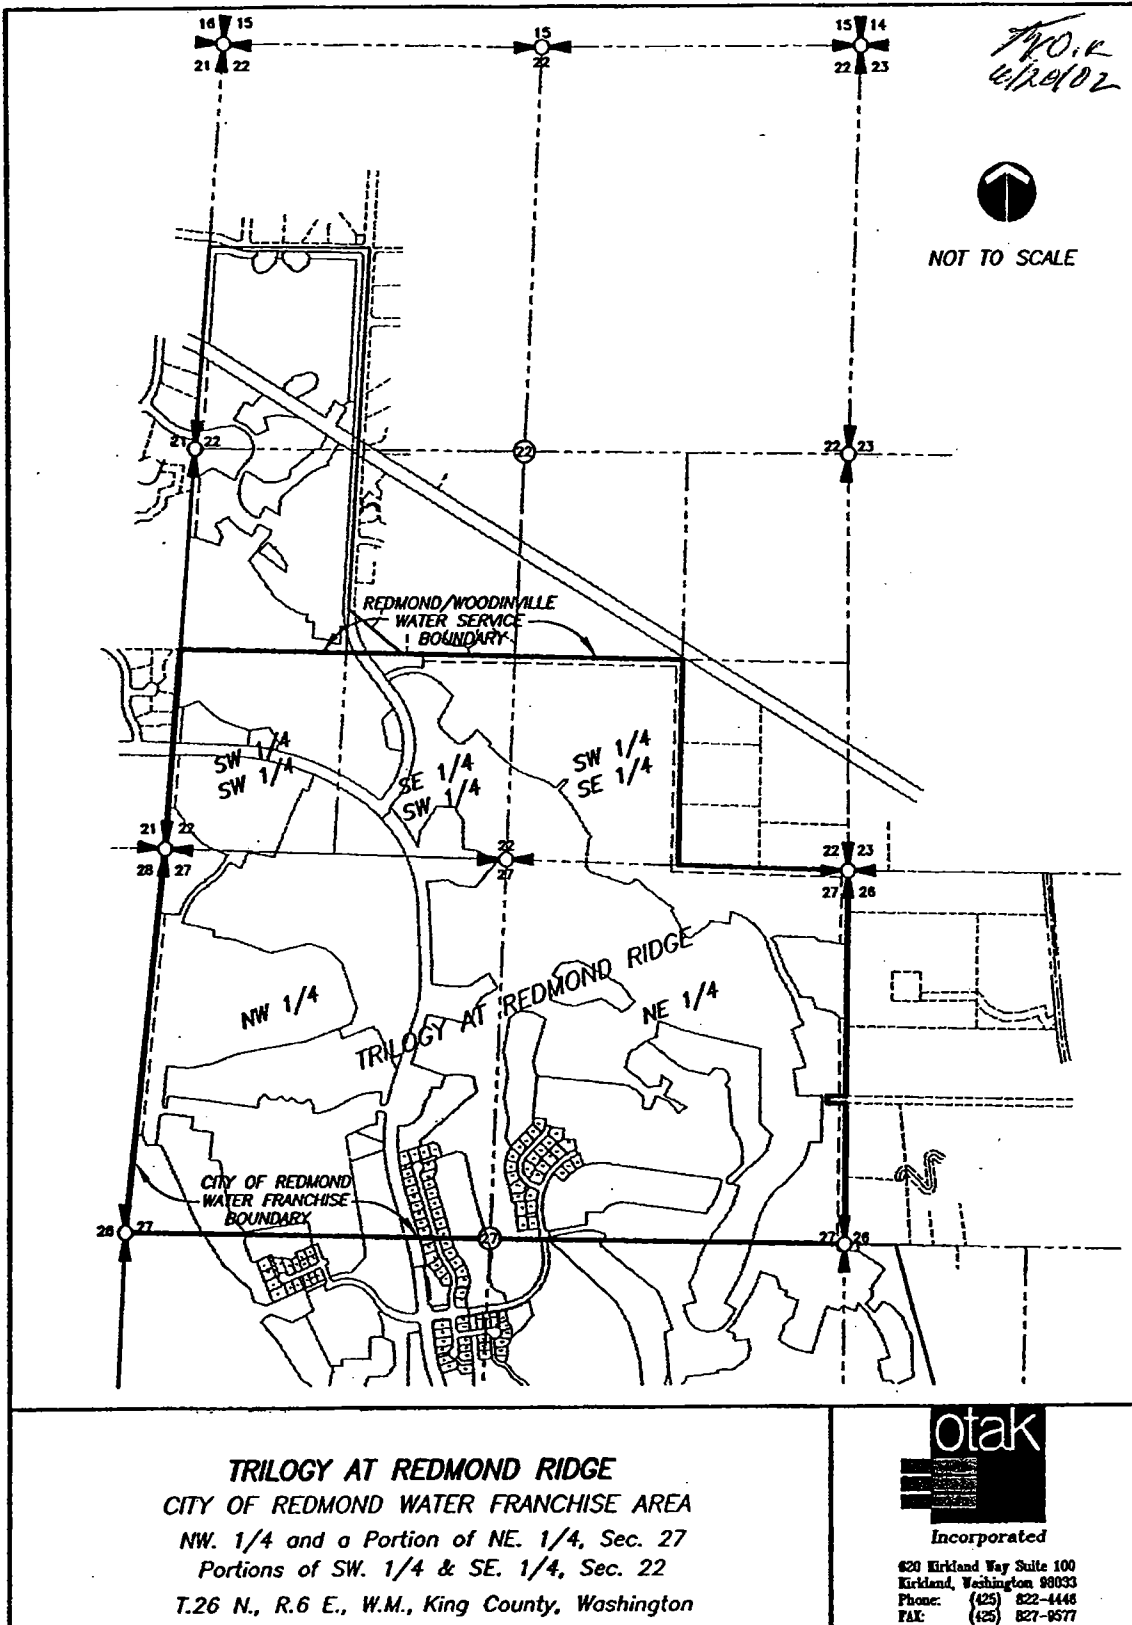 16 15
21 22
15
22
15 14
22 23
4/20/02
NOT TO SCALE
21 22
22
22 23
REDMOND/WOODINVILLE
WATER SERVICE
BOUNDARY
SW 1/4
SW 1/4
SE 1/4
SW 1/4
SW 1/4
SE 1/4
21 22
28 27
22
27
22 23
27 26
TRILOGY AT REDMOND RIDGE
NW 1/4
NE 1/4
CITY OF REDMOND
WATER FRANCHISE
BOUNDARY
28 27
27
27 26
TRILOGY AT REDMOND RIDGE
CITY OF REDMOND WATER FRANCHISE AREA
NW. 1/4 and a Portion of NE. 1/4, Sec. 27
Portions of SW. 1/4 & SE. 1/4, Sec. 22
T.26 N., R.6 E., W.M., King County, Washington
otak
Incorporated
620 Kirkland Way Suite 100
Kirkland, Washington 98033
Phone: (425) 822-4446
FAX: (425) 827-9577